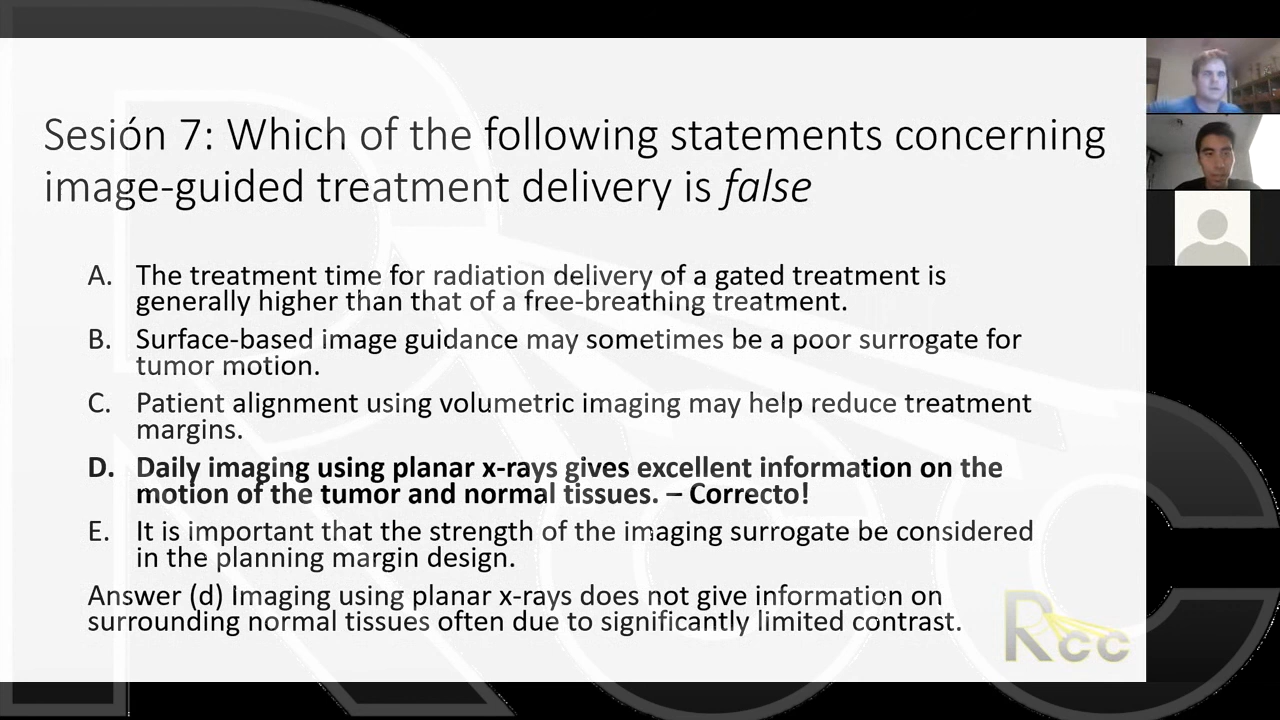 Sesión 7: Which of the following statements concerning
image-guided treatment delivery is false
A. The treatment time for radiation delivery of a gated treatment is
generally higher than that of a free-breathing treatment.
B. Surface-based image guidance may sometimes be a poor surrogate for
tumor motion.
C. Patient alignment using volumetric imaging may help reduce treatment
margins.
D. Daily imaging using planar x-rays gives excellent information on the
motion of the tumor and normal tissues. – Correcto!
E. It is important that the strength of the imaging surrogate be considered
in the planning margin design.
Answer (d) Imaging using planar x-rays does not give information on
surrounding normal tissues often due to significantly limited contrast.
Rcc